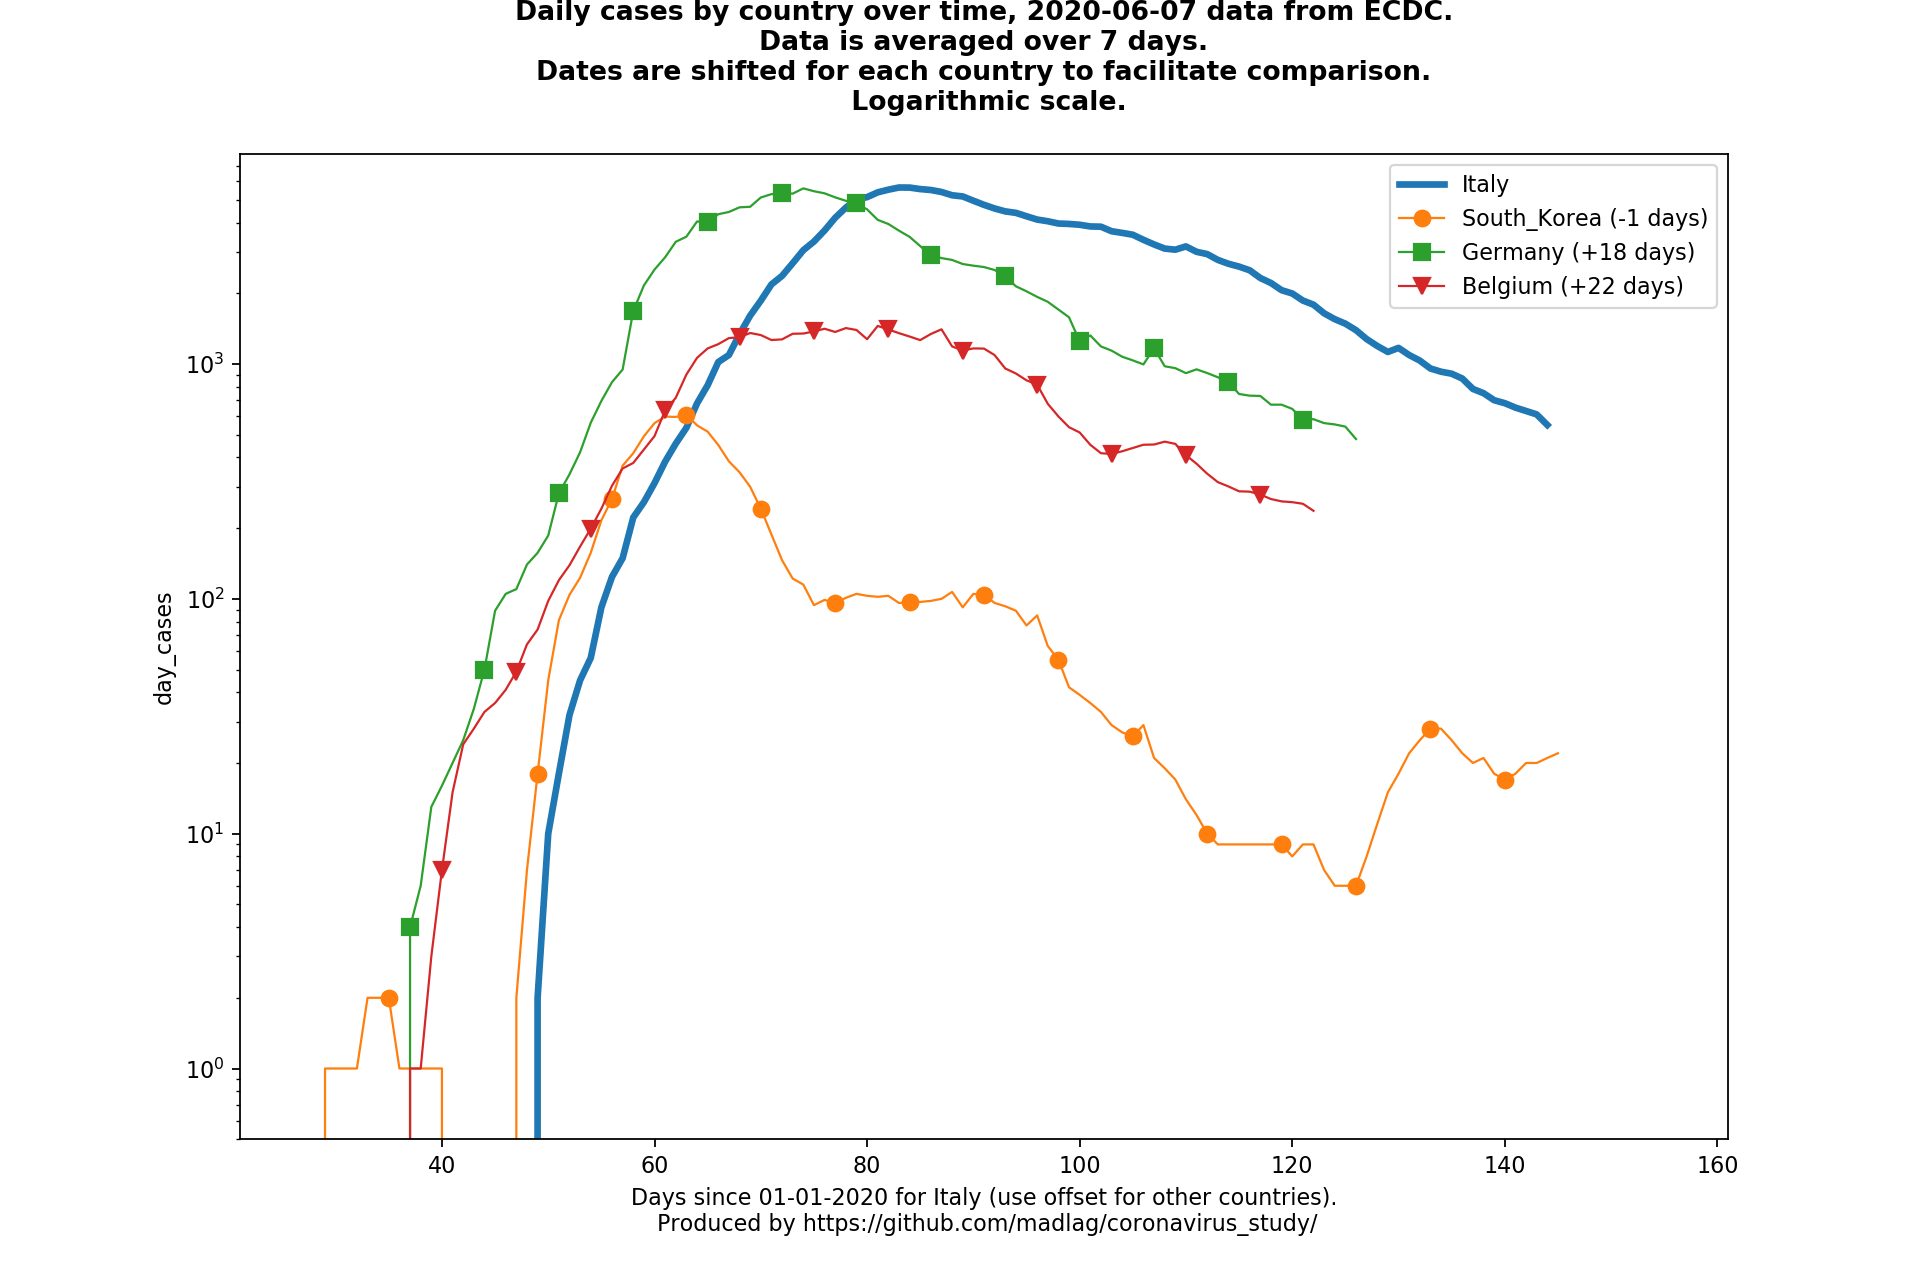 Daily cases by country over time, 2020-06-07 data from ECDC.
Data is averaged over 7 days.
Dates are shifted for each country to facilitate comparison.
Logarithmic scale.
Italy
South_Korea (-1 days)
Germany (+18 days)
Belgium (+22 days)
10³
10²
10¹
10⁰
day_cases
40 60 80 100 120 140 160
Days since 01-01-2020 for Italy (use offset for other countries).
Produced by https://github.com/madlag/coronavirus_study/